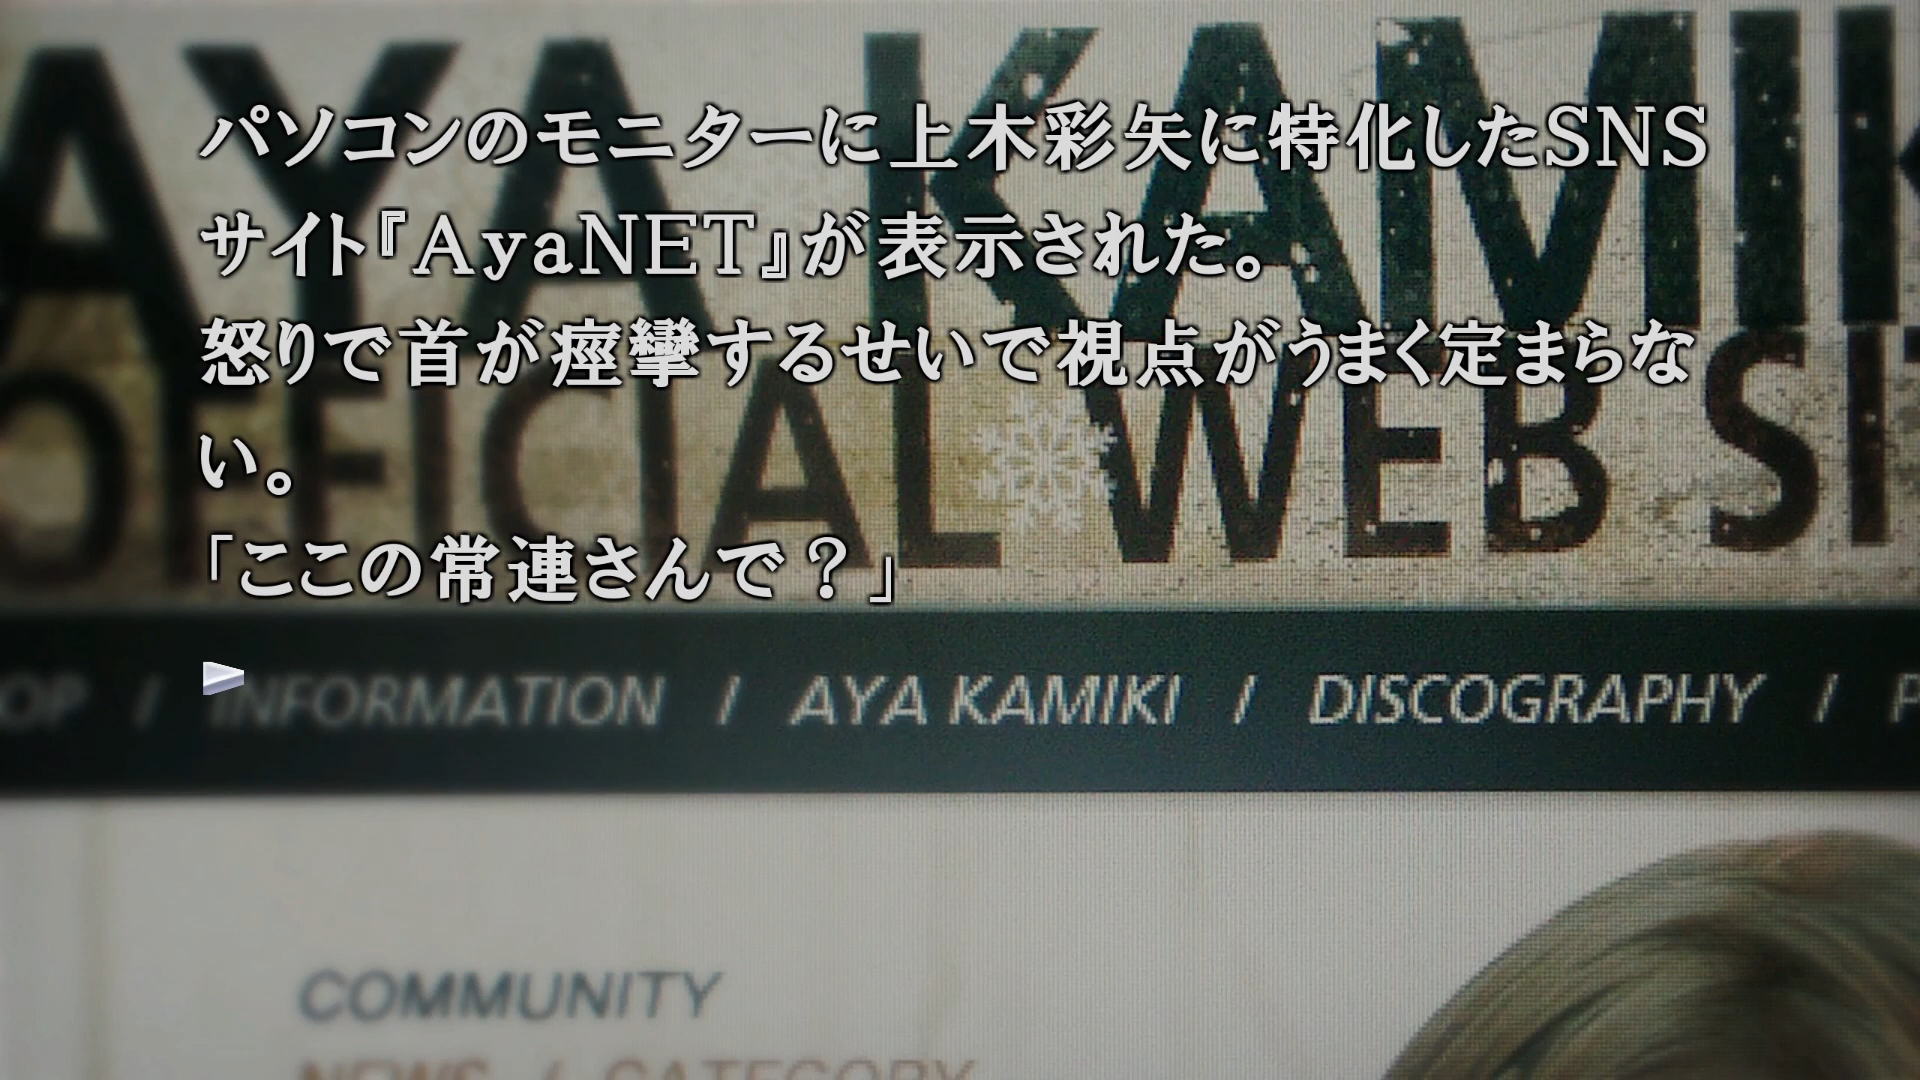 AYA KAMIK
OFFICIAL WEB SI
パソコンのモニターに上木彩矢に特化したSNS
サイト『AyaNET』が表示された。
怒りで首が痙攣するせいで視点がうまく定まらな
い。
「ここの常連さんで？」
OP / INFORMATION / AYA KAMIKI / DISCOGRAPHY / P
COMMUNITY
NEWS / CATEGORY